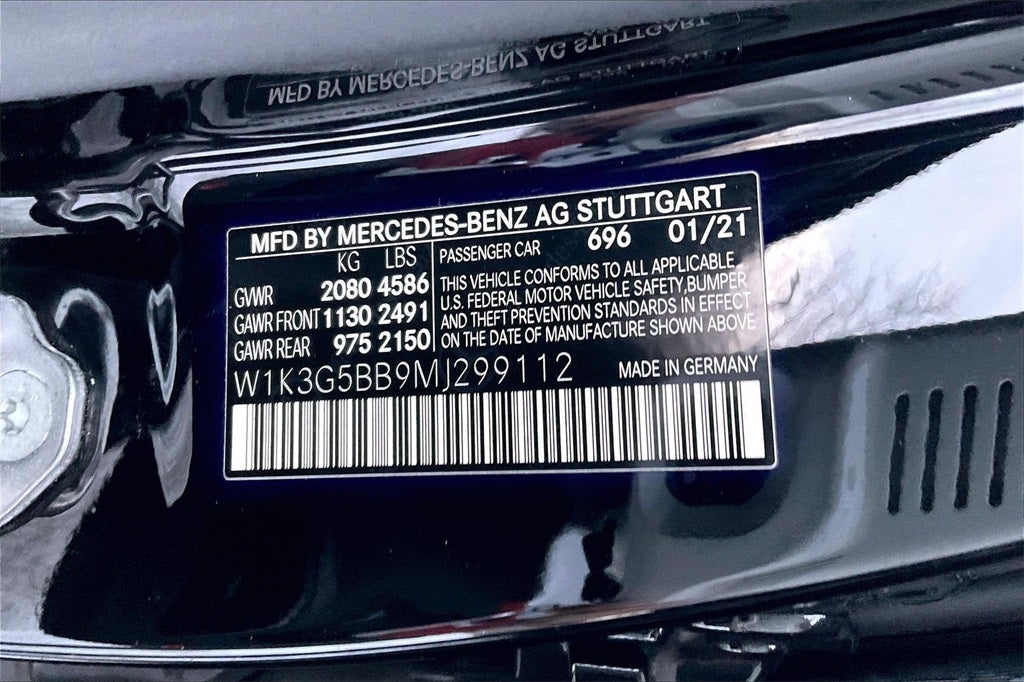 MFD BY MERCEDES-BENZ AG STUTTGART
MFD BY MERCEDES-BENZ AG STUTTGART
KG LBS
GVWR 2080 4586
GAWR FRONT 1130 2491
GAWR REAR 975 2150
PASSENGER CAR 696 01/21
THIS VEHICLE CONFORMS TO ALL APPLICABLE
U.S. FEDERAL MOTOR VEHICLE SAFETY,BUMPER
AND THEFT PREVENTION STANDARDS IN EFFECT
ON THE DATE OF MANUFACTURE SHOWN ABOVE
W1K3G5BB9MJ299112 MADE IN GERMANY